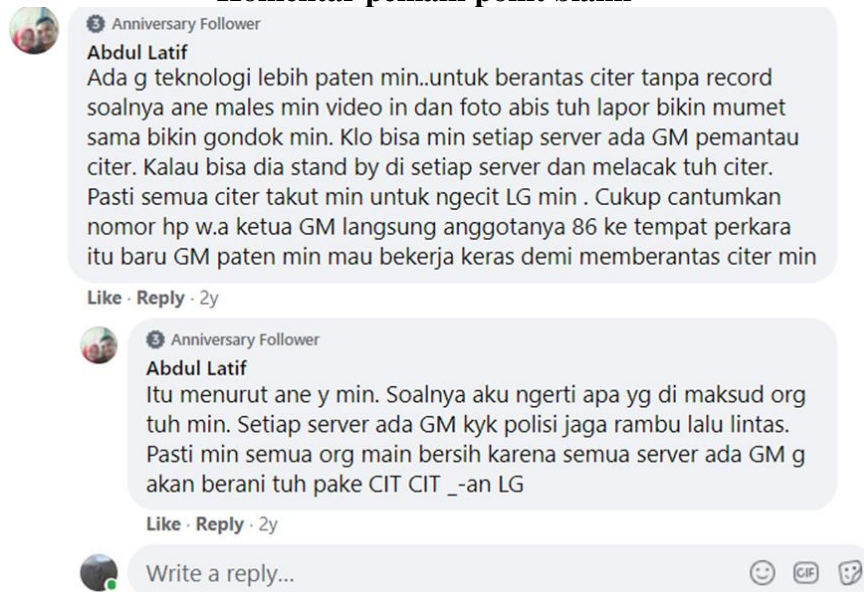 Komentar pemain point blank
3 Anniversary Follower
Abdul Latif
Ada g teknologi lebih paten min..untuk berantas citer tanpa record
soalnya ane males min video in dan foto abis tuh lapor bikin mumet
sama bikin gondok min. Klo bisa min setiap server ada GM pemantau
citer. Kalau bisa dia stand by di setiap server dan melacak tuh citer.
Pasti semua citer takut min untuk ngecit LG min . Cukup cantumkan
nomor hp w.a ketua GM langsung anggotanya 86 ke tempat perkara
itu baru GM paten min mau bekerja keras demi memberantas citer min
Like · Reply · 2y
3 Anniversary Follower
Abdul Latif
Itu menurut ane y min. Soalnya aku ngerti apa yg di maksud org
tuh min. Setiap server ada GM kyk polisi jaga rambu lalu lintas.
Pasti min semua org main bersih karena semua server ada GM g
akan berani tuh pake CIT CIT _-an LG
Like · Reply · 2y
Write a reply...
GIF